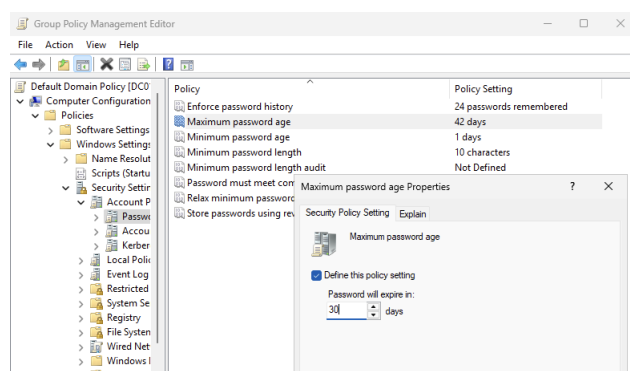 Group Policy Management Editor
File Action View Help
Default Domain Policy [DC0
Computer Configuration
Policies
Software Settings
Windows Settings
Name Resolut
Scripts (Startu
Security Settin
Account P
Passwo
Accou
Kerber
Local Polic
Event Log
Restricted
System Se
Registry
File System
Wired Net
Windows
Policy Policy Setting
Enforce password history 24 passwords remembered
Maximum password age 42 days
Minimum password age 1 days
Minimum password length 10 characters
Minimum password length audit Not Defined
Password must meet com
Relax minimum password
Store passwords using rev
Maximum password age Properties ?
Security Policy Setting Explain
Maximum password age
Define this policy setting
Password will expire in:
30 days